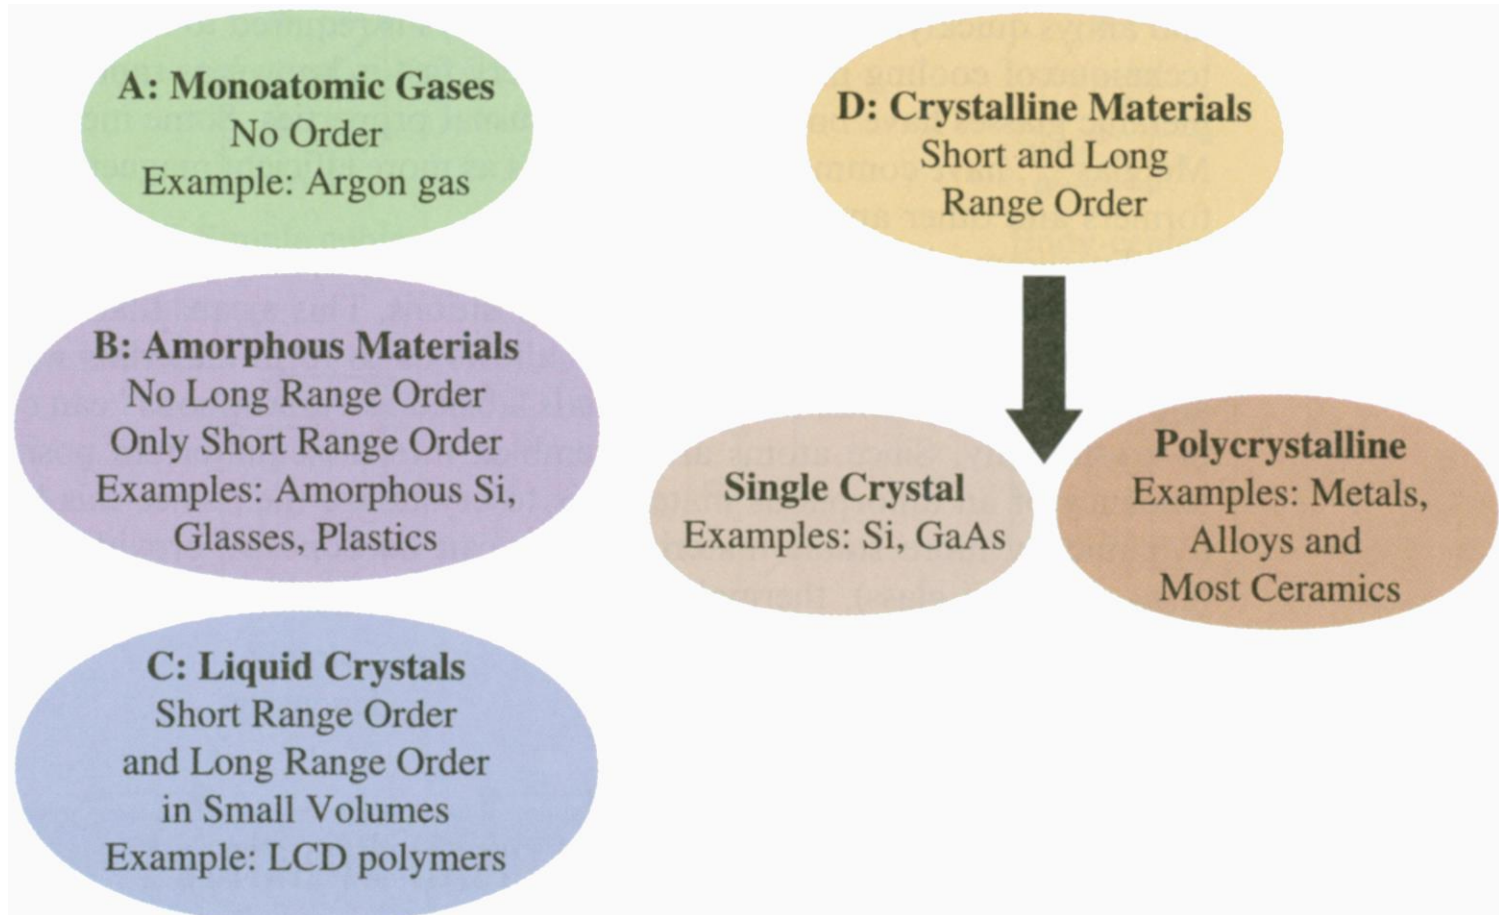 A: Monoatomic Gases
No Order
Example: Argon gas
B: Amorphous Materials
No Long Range Order
Only Short Range Order
Examples: Amorphous Si,
Glasses, Plastics
C: Liquid Crystals
Short Range Order
and Long Range Order
in Small Volumes
Example: LCD polymers
D: Crystalline Materials
Short and Long
Range Order
Single Crystal
Examples: Si, GaAs
Polycrystalline
Examples: Metals,
Alloys and
Most Ceramics